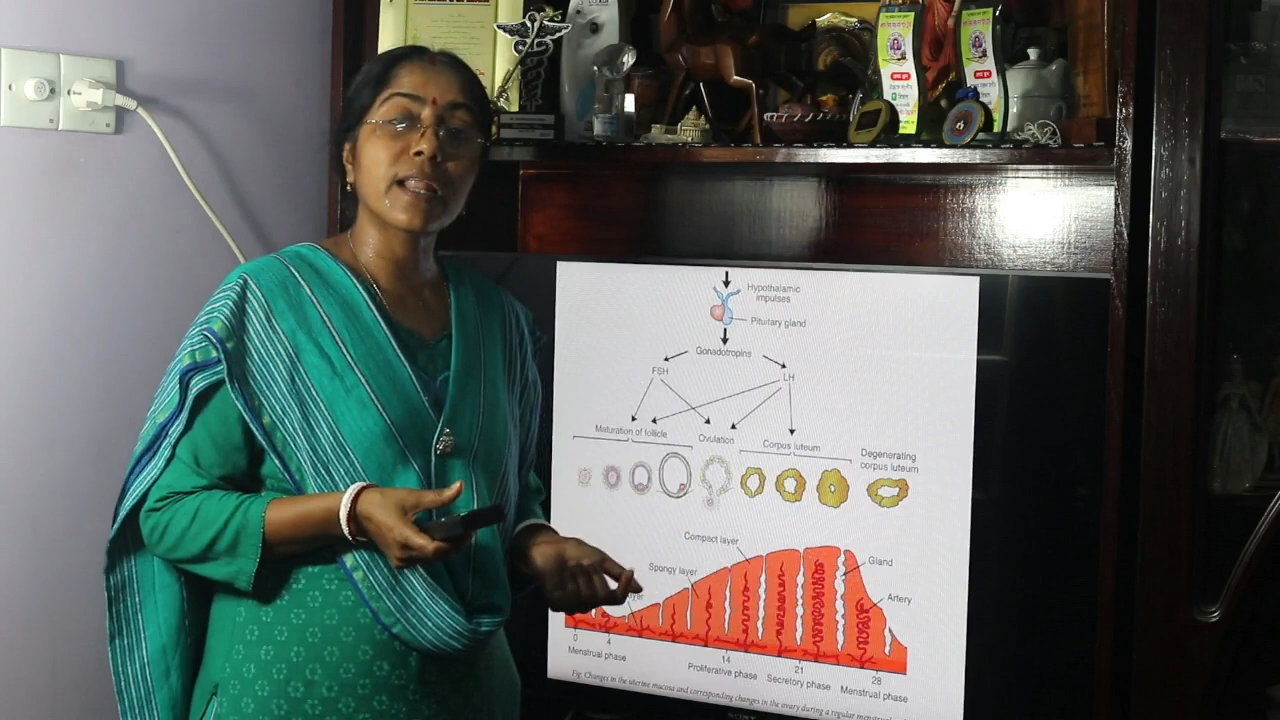 Hypothalamic
impulses
Pituitary gland
Gonadotropins
FSH
LH
Maturation of follicle
Ovulation
Corpus luteum
Degenerating
corpus luteum
Compact layer
Spongy layer
Gland
Artery
0
4
14
21
28
Menstrual phase
Proliferative phase
Secretory phase
Menstrual phase
Fig: Changes in the uterine mucosa and corresponding changes in the ovary during a regular
SONY